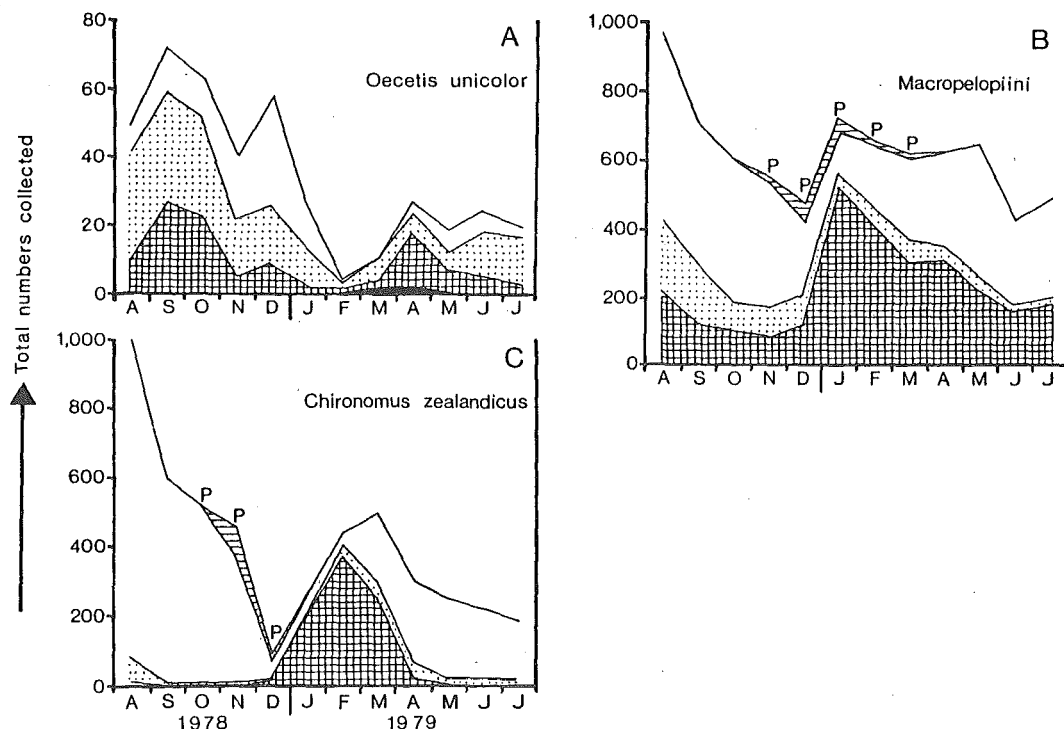 Total numbers collected
A
Oecetis unicolor
80
60
40
20
0
A S O N D J F M A M J J
B
Macropelopiini
1,000
800
600
400
200
0
A S O N D J F M A M J J
P P P P P
C
Chironomus zealandicus
1,000
800
600
400
200
0
P P P
A S O N D J F M A M J J
1978 1979